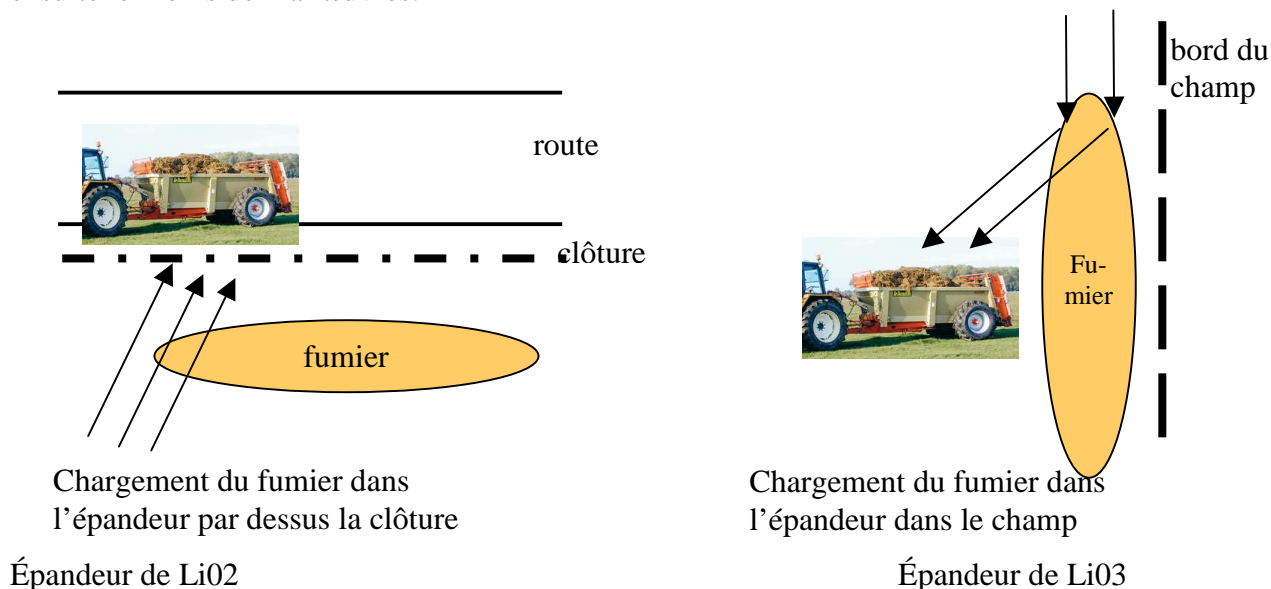 bord du
champ
route
clôture
Fu-
mier
fumier
Chargement du fumier dans
l’épandeur par dessus la clôture
Chargement du fumier dans
l’épandeur dans le champ
Épandeur de Li02
Épandeur de Li03